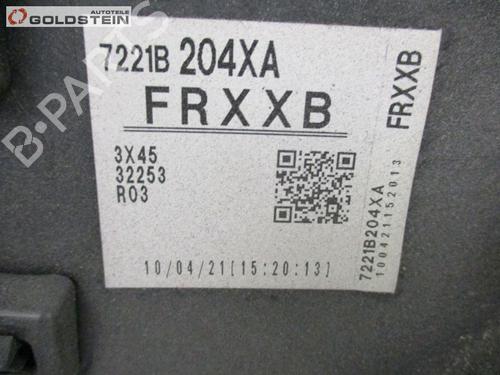 AUTOTEILE
GOLDSTEIN
B-PARTS
7221B 204XA
FRXXB
3X45
32253
R03
10/04/21[15:20:13]
FRXXB
7221B204XA
100421152013